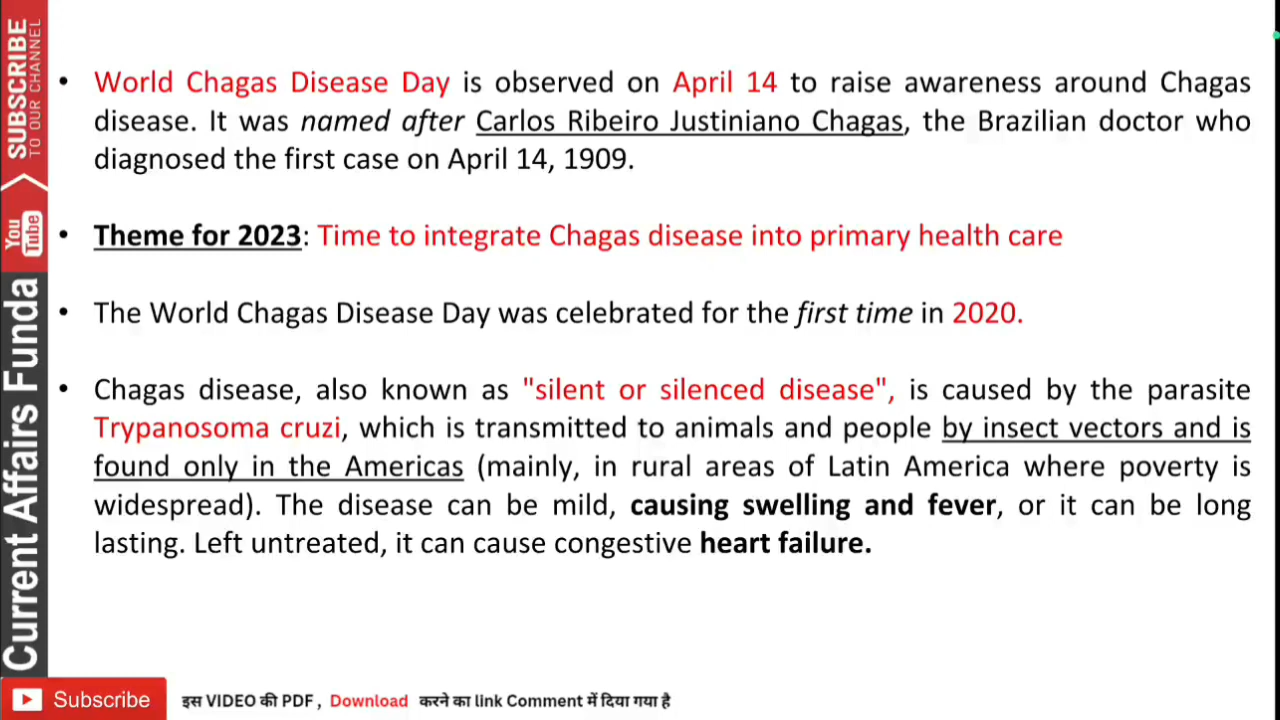 • World Chagas Disease Day is observed on April 14 to raise awareness around Chagas
disease. It was named after Carlos Ribeiro Justiniano Chagas, the Brazilian doctor who
diagnosed the first case on April 14, 1909.
• Theme for 2023: Time to integrate Chagas disease into primary health care
• The World Chagas Disease Day was celebrated for the first time in 2020.
• Chagas disease, also known as "silent or silenced disease", is caused by the parasite
Trypanosoma cruzi, which is transmitted to animals and people by insect vectors and is
found only in the Americas (mainly, in rural areas of Latin America where poverty is
widespread). The disease can be mild, causing swelling and fever, or it can be long
lasting. Left untreated, it can cause congestive heart failure.
SUBSCRIBE
TO OUR CHANNEL
You
Tube
Current Affairs Funda
Subscribe
इस VIDEO की PDF, Download करने का link Comment में दिया गया है